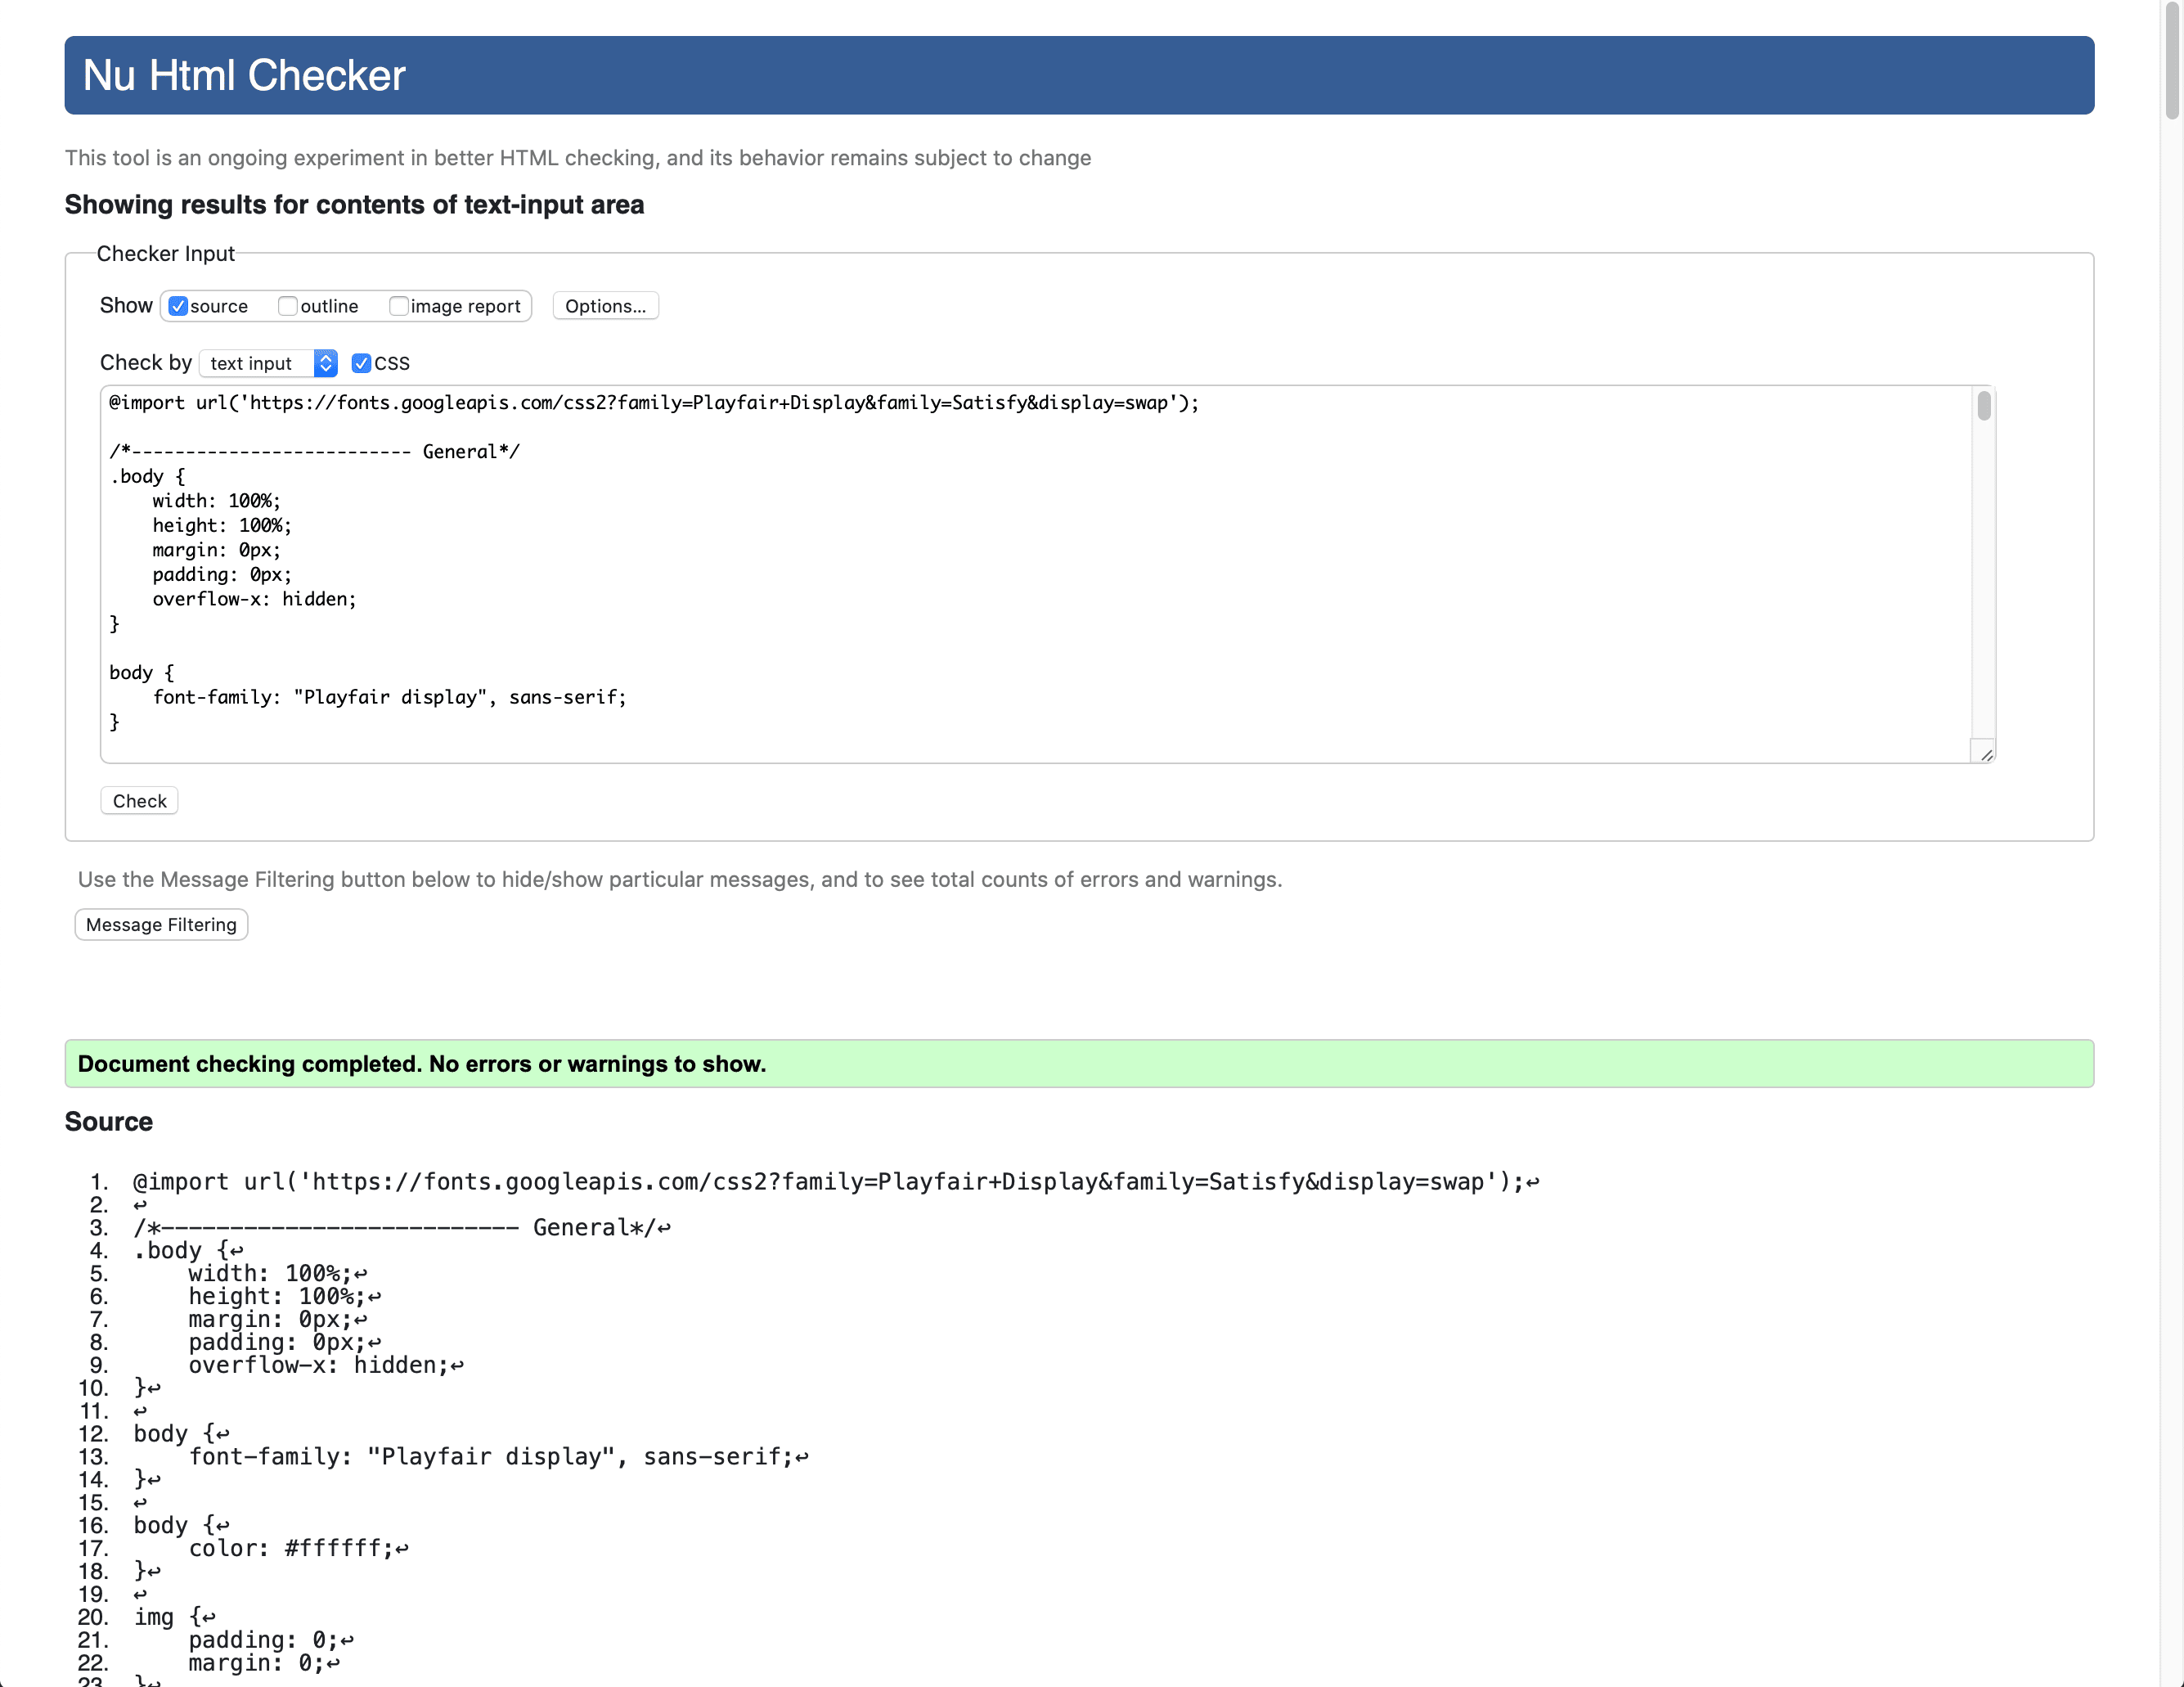 Nu Html Checker
This tool is an ongoing experiment in better HTML checking, and its behavior remains subject to change
Showing results for contents of text-input area
Checker Input
Show source outline image report Options...
Check by text input CSS
@import url('https://fonts.googleapis.com/css2?family=Playfair+Display&family=Satisfy&display=swap');
/*-------------------------- General*/
.body {
    width: 100%;
    height: 100%;
    margin: 0px;
    padding: 0px;
    overflow-x: hidden;
}
body {
    font-family: "Playfair display", sans-serif;
}
Check
Use the Message Filtering button below to hide/show particular messages, and to see total counts of errors and warnings.
Message Filtering
Document checking completed. No errors or warnings to show.
Source
1. @import url('https://fonts.googleapis.com/css2?family=Playfair+Display&family=Satisfy&display=swap');↩
2. ↩
3. /*-------------------------- General*/↩
4. .body {↩
5.     width: 100%;↩
6.     height: 100%;↩
7.     margin: 0px;↩
8.     padding: 0px;↩
9.     overflow-x: hidden;↩
10. }↩
11. ↩
12. body {↩
13.     font-family: "Playfair display", sans-serif;↩
14. }↩
15. ↩
16. body {↩
17.     color: #ffffff;↩
18. }↩
19. ↩
20. img {↩
21.     padding: 0;↩
22.     margin: 0;↩
23. }↩